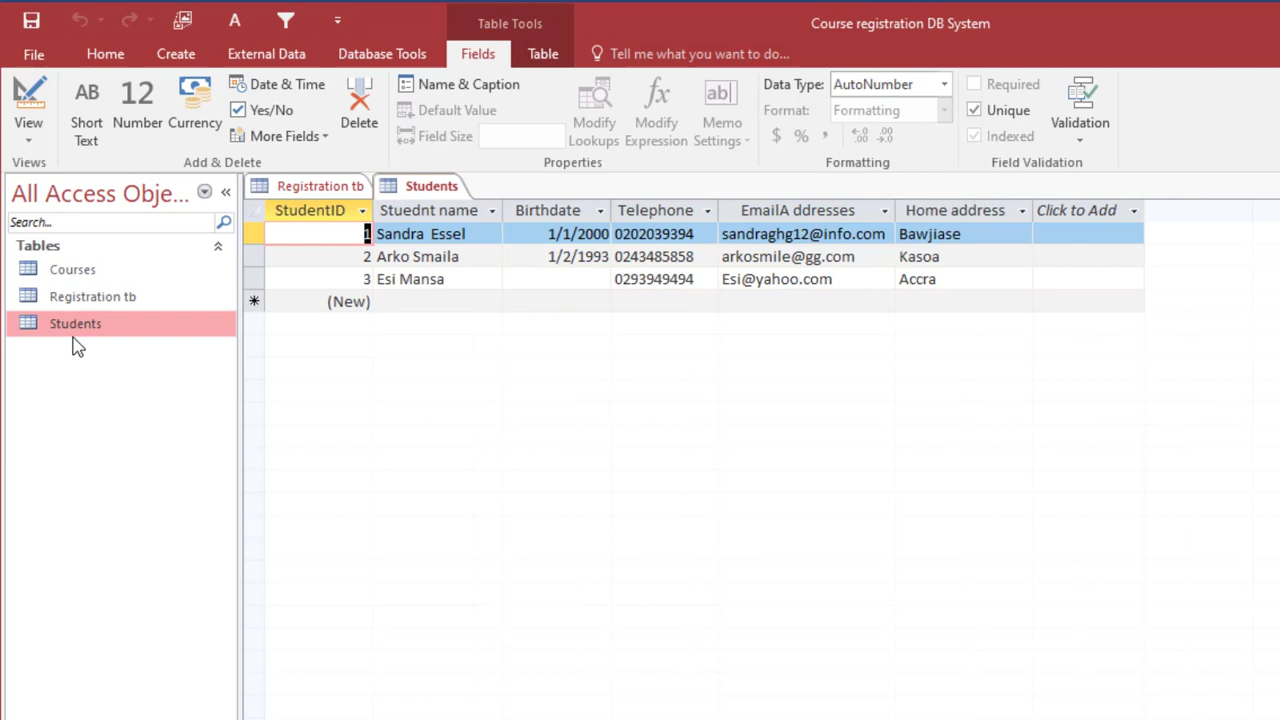 Table Tools
Course registration DB System
File
Home
Create
External Data
Database Tools
Fields
Table
Tell me what you want to do...
View
AB
Short
Text
12
Number
Currency
Date & Time
Yes/No
More Fields
Delete
Name & Caption
Default Value
Field Size
Modify
Lookups
fx
Modify
Expression
ab
Memo
Settings
Data Type: AutoNumber
Format: Formatting
$ % ,
Required
Unique
Indexed
Validation
Views
Add & Delete
Properties
Formatting
Field Validation
All Access Obje...
Search...
Tables
Courses
Registration tb
Students
Registration tb
Students
StudentID Stuednt name Birthdate Telephone EmailA ddresses Home address Click to Add
1 Sandra Essel 1/1/2000 0202039394 sandraghg12@info.com Bawjiase
2 Arko Smaila 1/2/1993 0243485858 arkosmile@gg.com Kasoa
3 Esi Mansa 0293949494 Esi@yahoo.com Accra
(New)